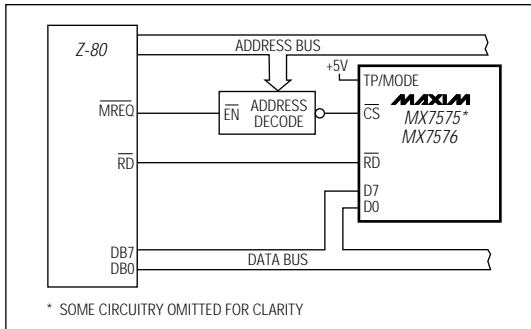 Z-80
ADDRESS BUS
+5V
TP/MODE
MREQ
EN
ADDRESS
DECODE
CS
MAXIM
MX7575*
MX7576
RD
RD
D7
D0
DB7
DB0
DATA BUS
* SOME CIRCUITRY OMITTED FOR CLARITY